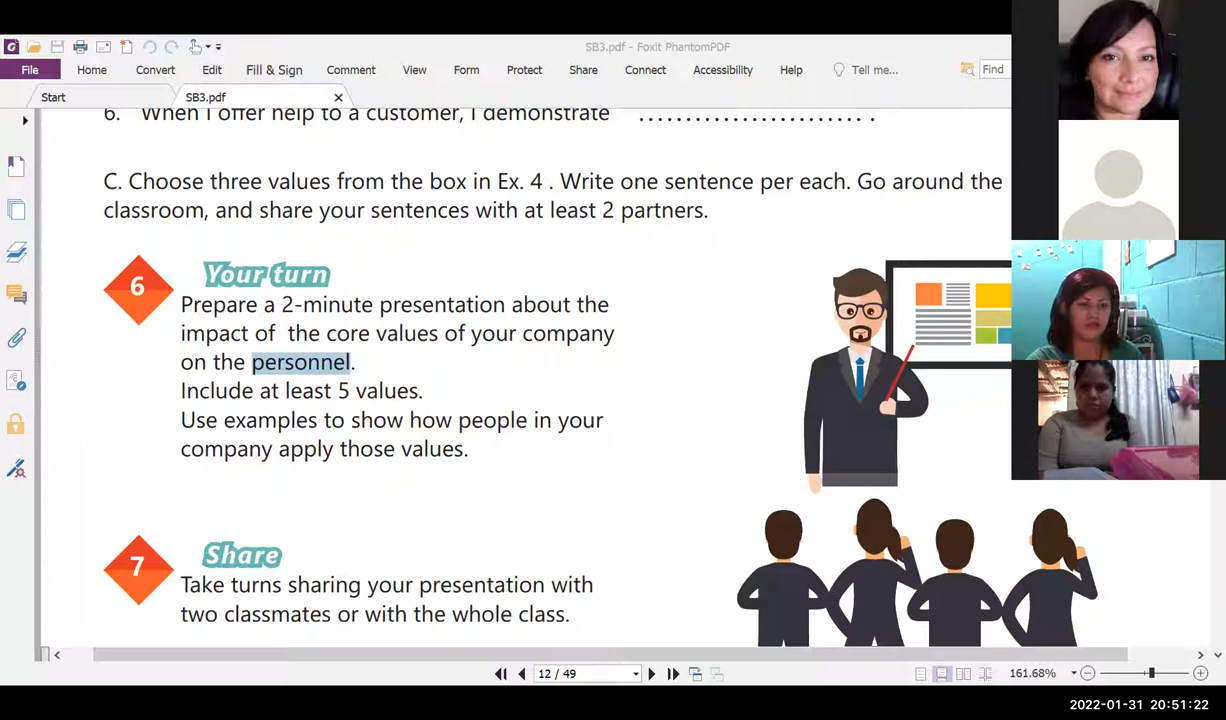 SB3.pdf - Foxit PhantomPDF
File Home Convert Edit Fill & Sign Comment View Form Protect Share Connect Accessibility Help Tell me... Find
Start SB3.pdf
6. When I offer help to a customer, I demonstrate ........................ .
C. Choose three values from the box in Ex. 4 . Write one sentence per each. Go around the
classroom, and share your sentences with at least 2 partners.
6 Your turn
Prepare a 2-minute presentation about the
impact of the core values of your company
on the personnel.
Include at least 5 values.
Use examples to show how people in your
company apply those values.
7 Share
Take turns sharing your presentation with
two classmates or with the whole class.
12 / 49 161.68%
2022-01-31 20:51:22